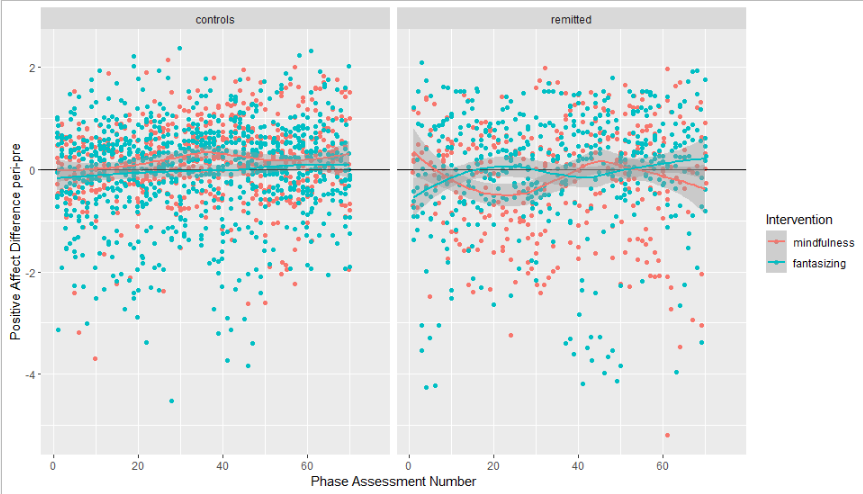 controls
remitted
Positive Affect Difference peri-pre
2
0
-2
-4
0
20
40
60
0
20
40
60
Phase Assessment Number
Intervention
mindfulness
fantasizing